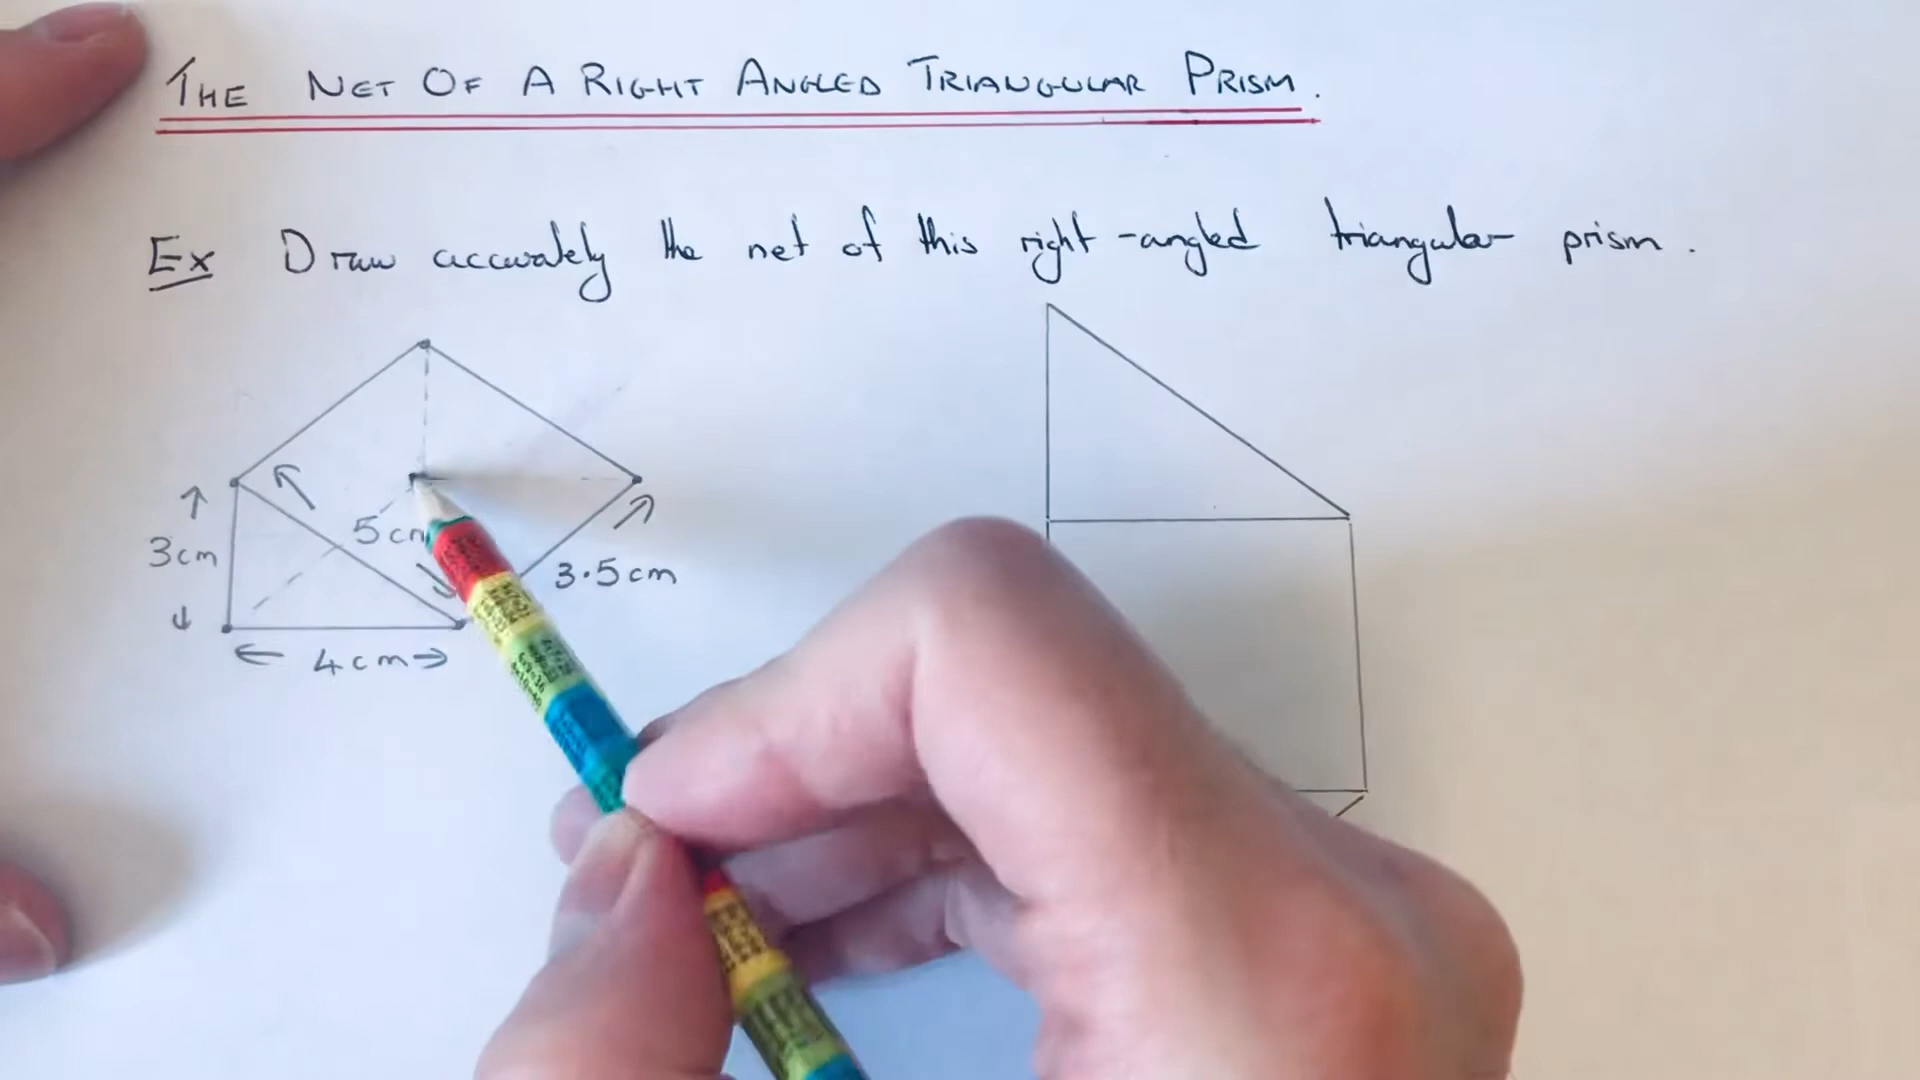 THE NET OF A RIGHT ANGLED TRIANGULAR PRISM.
Ex Draw accurately the net of this right-angled triangular prism.
5cm
3cm
3.5cm
4cm